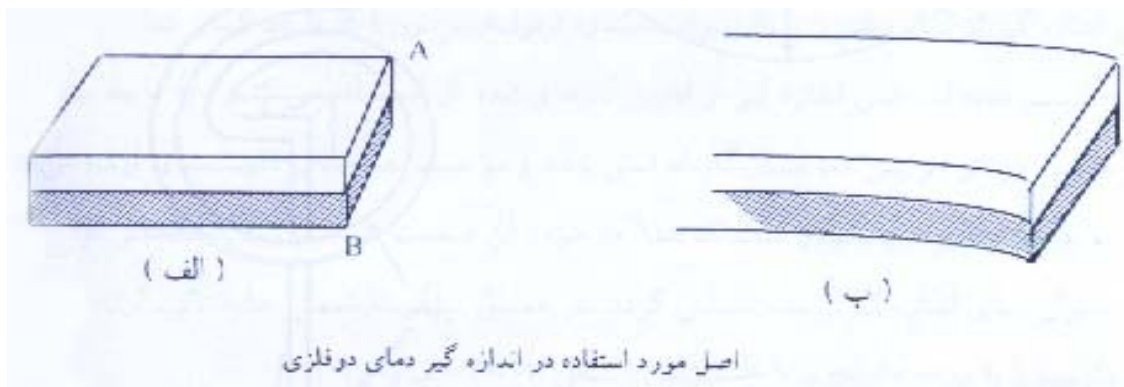 A
B
( الف )
( ب )
اصل مورد استفاده در اندازه گیر دمای دوفلزی